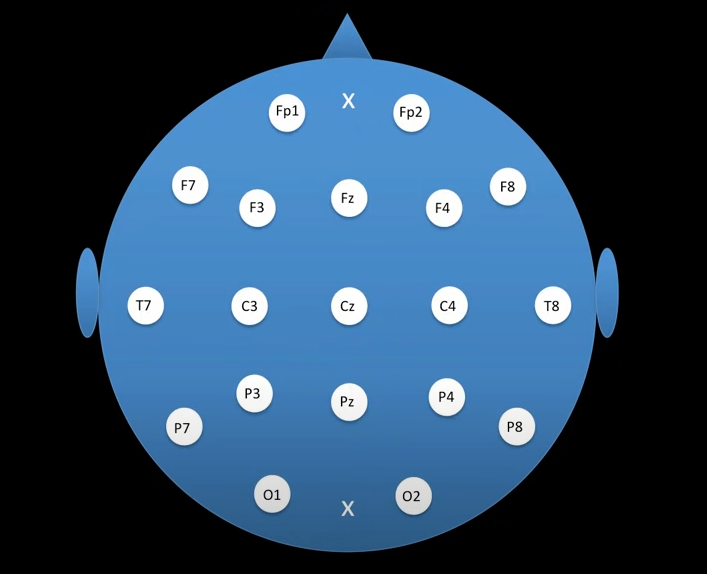 X
Fp1 Fp2
F7 F3 Fz F4 F8
T7 C3 Cz C4 T8
P7 P3 Pz P4 P8
O1 X O2